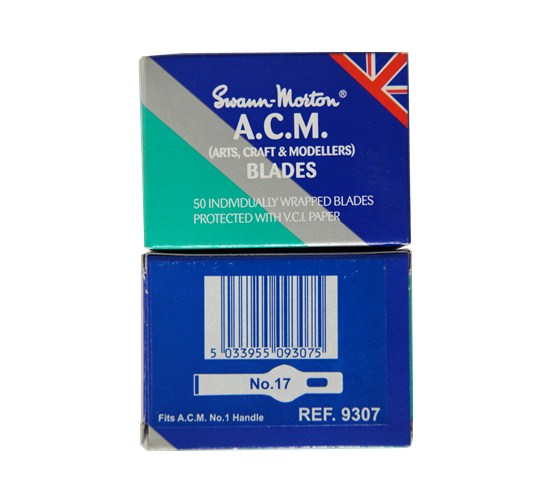 Swann-Morton®
A.C.M.
(ARTS, CRAFT & MODELLERS)
BLADES
50 INDIVIDUALLY WRAPPED BLADES
PROTECTED WITH V.C.I. PAPER
5 033955 093075
No.17
Fits A.C.M. No.1 Handle REF. 9307